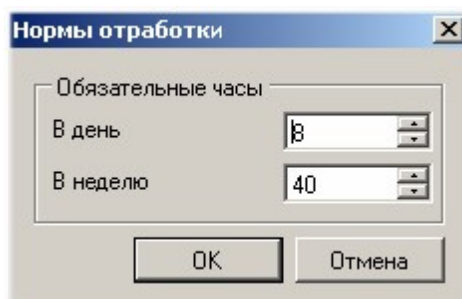 Нормы отработки
Обязательные часы
В день 8
В неделю 40
OK Отмена